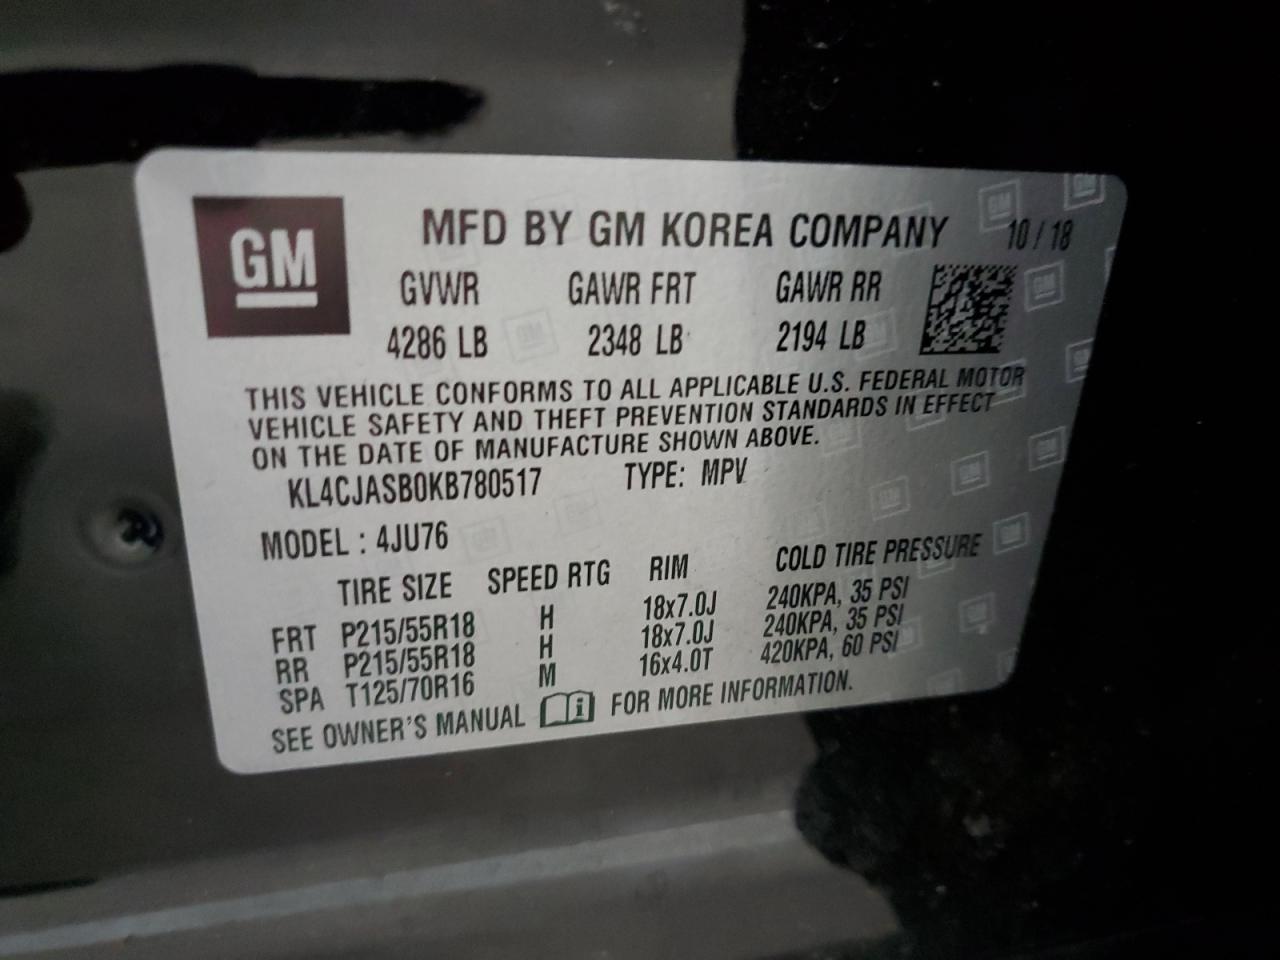 GM
MFD BY GM KOREA COMPANY 10/18
GVWR GAWR FRT GAWR RR
4286 LB 2348 LB 2194 LB
THIS VEHICLE CONFORMS TO ALL APPLICABLE U.S. FEDERAL MOTOR
VEHICLE SAFETY AND THEFT PREVENTION STANDARDS IN EFFECT
ON THE DATE OF MANUFACTURE SHOWN ABOVE.
KL4CJASB0KB780517 TYPE: MPV
MODEL : 4JU76
TIRE SIZE SPEED RTG RIM COLD TIRE PRESSURE
FRT P215/55R18 H 18x7.0J 240KPA, 35 PSI
RR P215/55R18 H 18x7.0J 240KPA, 35 PSI
SPA T125/70R16 M 16x4.0T 420KPA, 60 PSI
SEE OWNER'S MANUAL i FOR MORE INFORMATION.